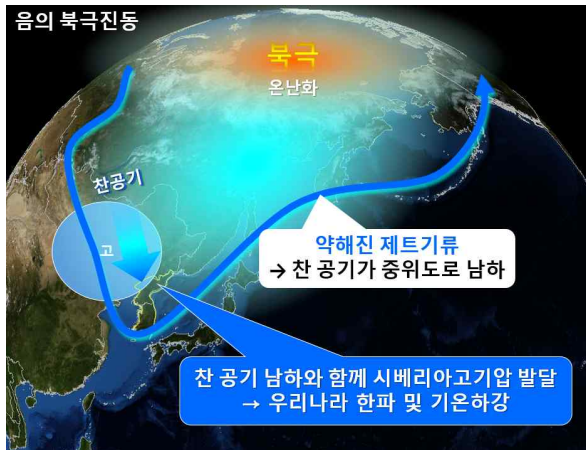 음의 북극진동
북극
온난화
찬공기
고
약해진 제트기류
→ 찬 공기가 중위도로 남하
찬 공기 남하와 함께 시베리아고기압 발달
→ 우리나라 한파 및 기온하강